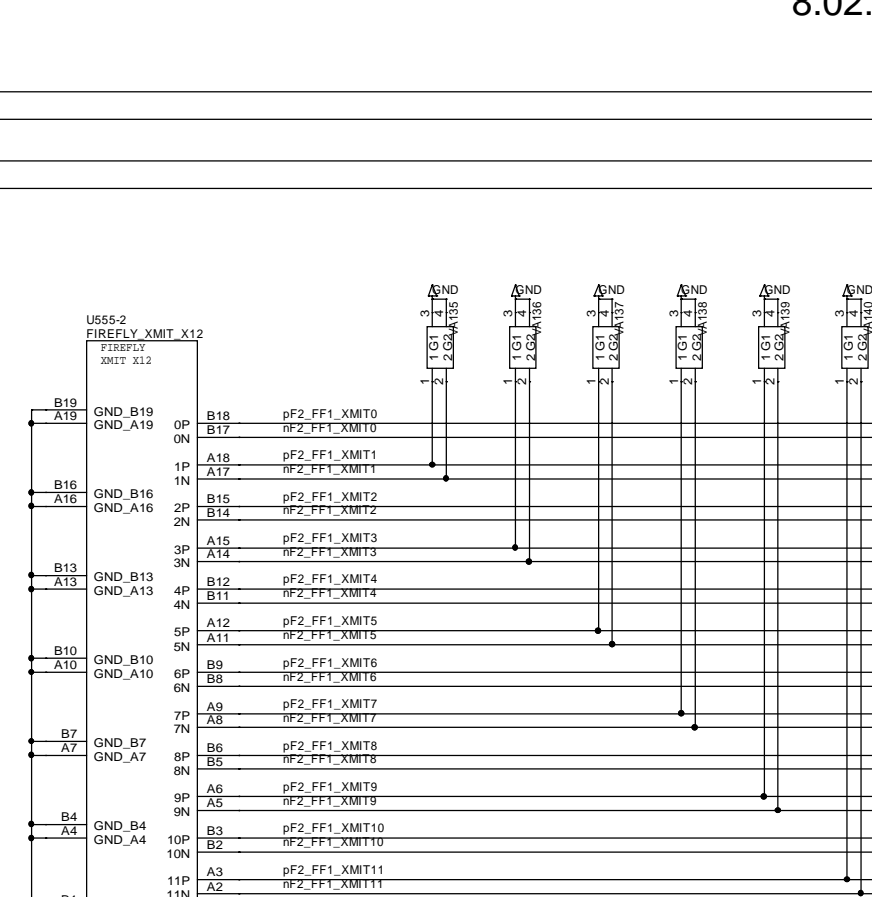 8.02.
GND GND GND GND GND GND
3 4 VA135 3 4 VA136 3 4 VA137 3 4 VA138 3 4 VA139 3 4 VA140
1 G1 1 G1 1 G1 1 G1 1 G1 1 G1
2 G2 2 G2 2 G2 2 G2 2 G2 2 G2
1 2 1 2 1 2 1 2 1 2 1 2
U555-2
FIREFLY_XMIT_X12
FIREFLY
XMIT X12
B19 GND_B19 0P B18 pF2_FF1_XMIT0
A19 GND_A19 0N B17 nF2_FF1_XMIT0
1P A18 pF2_FF1_XMIT1
1N A17 nF2_FF1_XMIT1
B16 GND_B16 2P B15 pF2_FF1_XMIT2
A16 GND_A16 2N B14 nF2_FF1_XMIT2
3P A15 pF2_FF1_XMIT3
3N A14 nF2_FF1_XMIT3
B13 GND_B13 4P B12 pF2_FF1_XMIT4
A13 GND_A13 4N B11 nF2_FF1_XMIT4
5P A12 pF2_FF1_XMIT5
5N A11 nF2_FF1_XMIT5
B10 GND_B10 6P B9 pF2_FF1_XMIT6
A10 GND_A10 6N B8 nF2_FF1_XMIT6
7P A9 pF2_FF1_XMIT7
7N A8 nF2_FF1_XMIT7
B7 GND_B7 8P B6 pF2_FF1_XMIT8
A7 GND_A7 8N B5 nF2_FF1_XMIT8
9P A6 pF2_FF1_XMIT9
9N A5 nF2_FF1_XMIT9
B4 GND_B4 10P B3 pF2_FF1_XMIT10
A4 GND_A4 10N B2 nF2_FF1_XMIT10
11P A3 pF2_FF1_XMIT11
11N A2 nF2_FF1_XMIT11